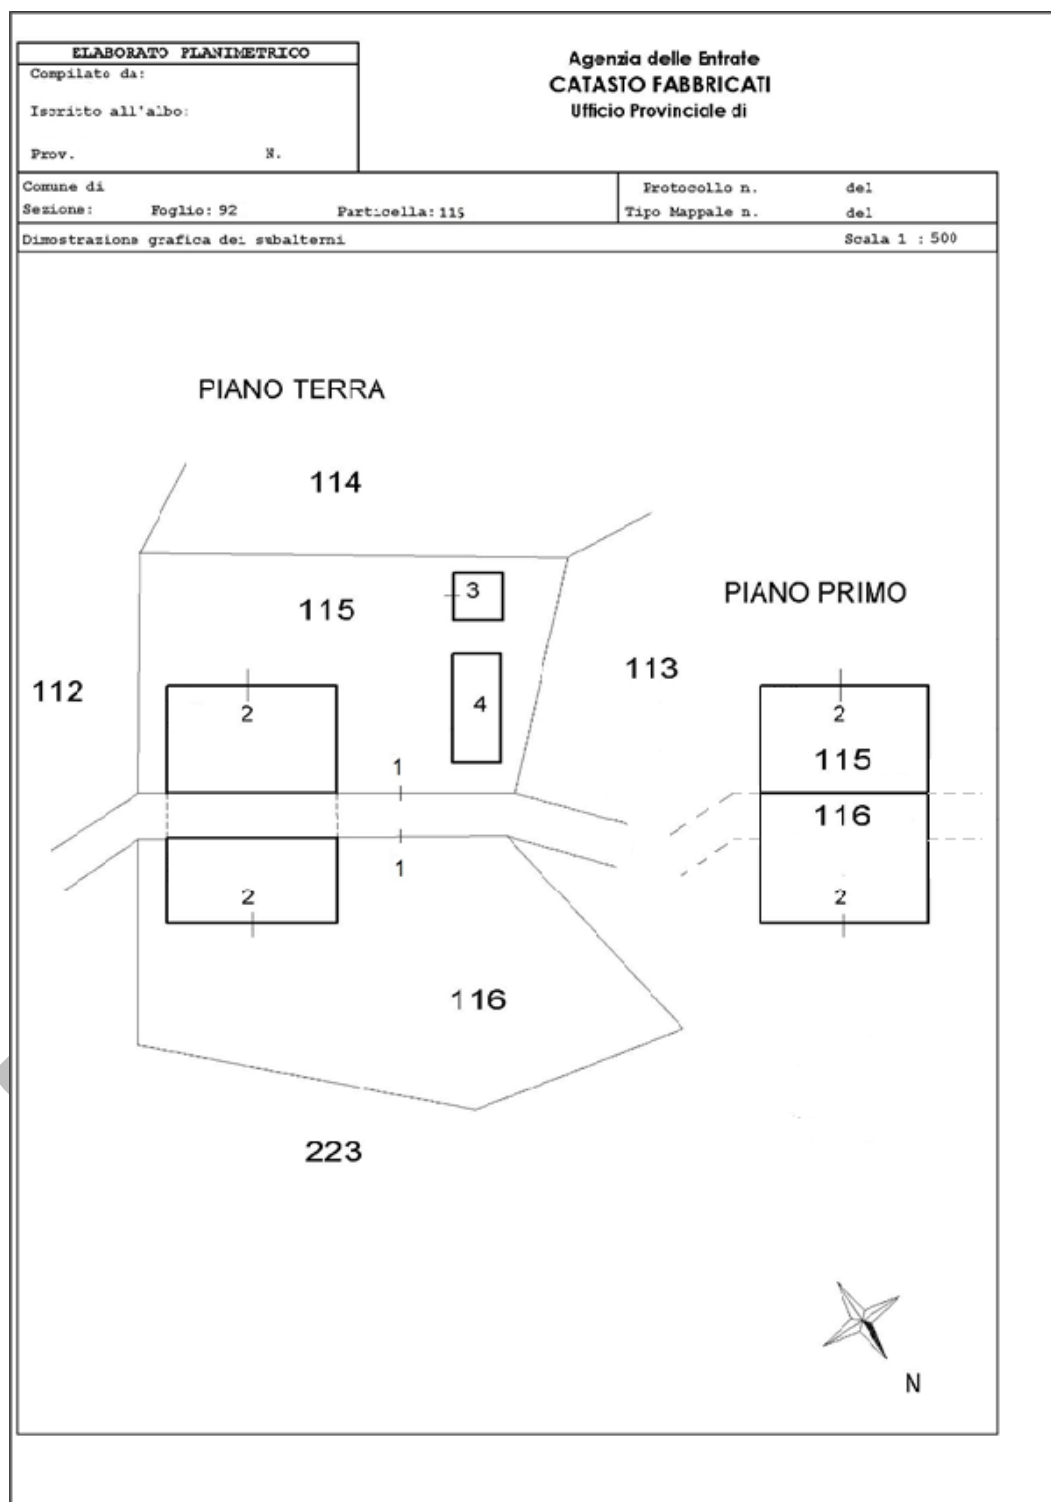 ELABORATO PLANIMETRICO
Compilato da:
Iscritto all'albo:
Prov. N.
Agenzia delle Entrate
CATASTO FABBRICATI
Ufficio Provinciale di
Comune di
Sezione: Foglio: 92 Particella: 115
Protocollo n. del
Tipo Mappale n. del
Dimostrazione grafica dei subalterni Scala 1 : 500
PIANO TERRA
114
3
115
PIANO PRIMO
112
113
2
4
2
1
115
116
1
2
2
116
223
N